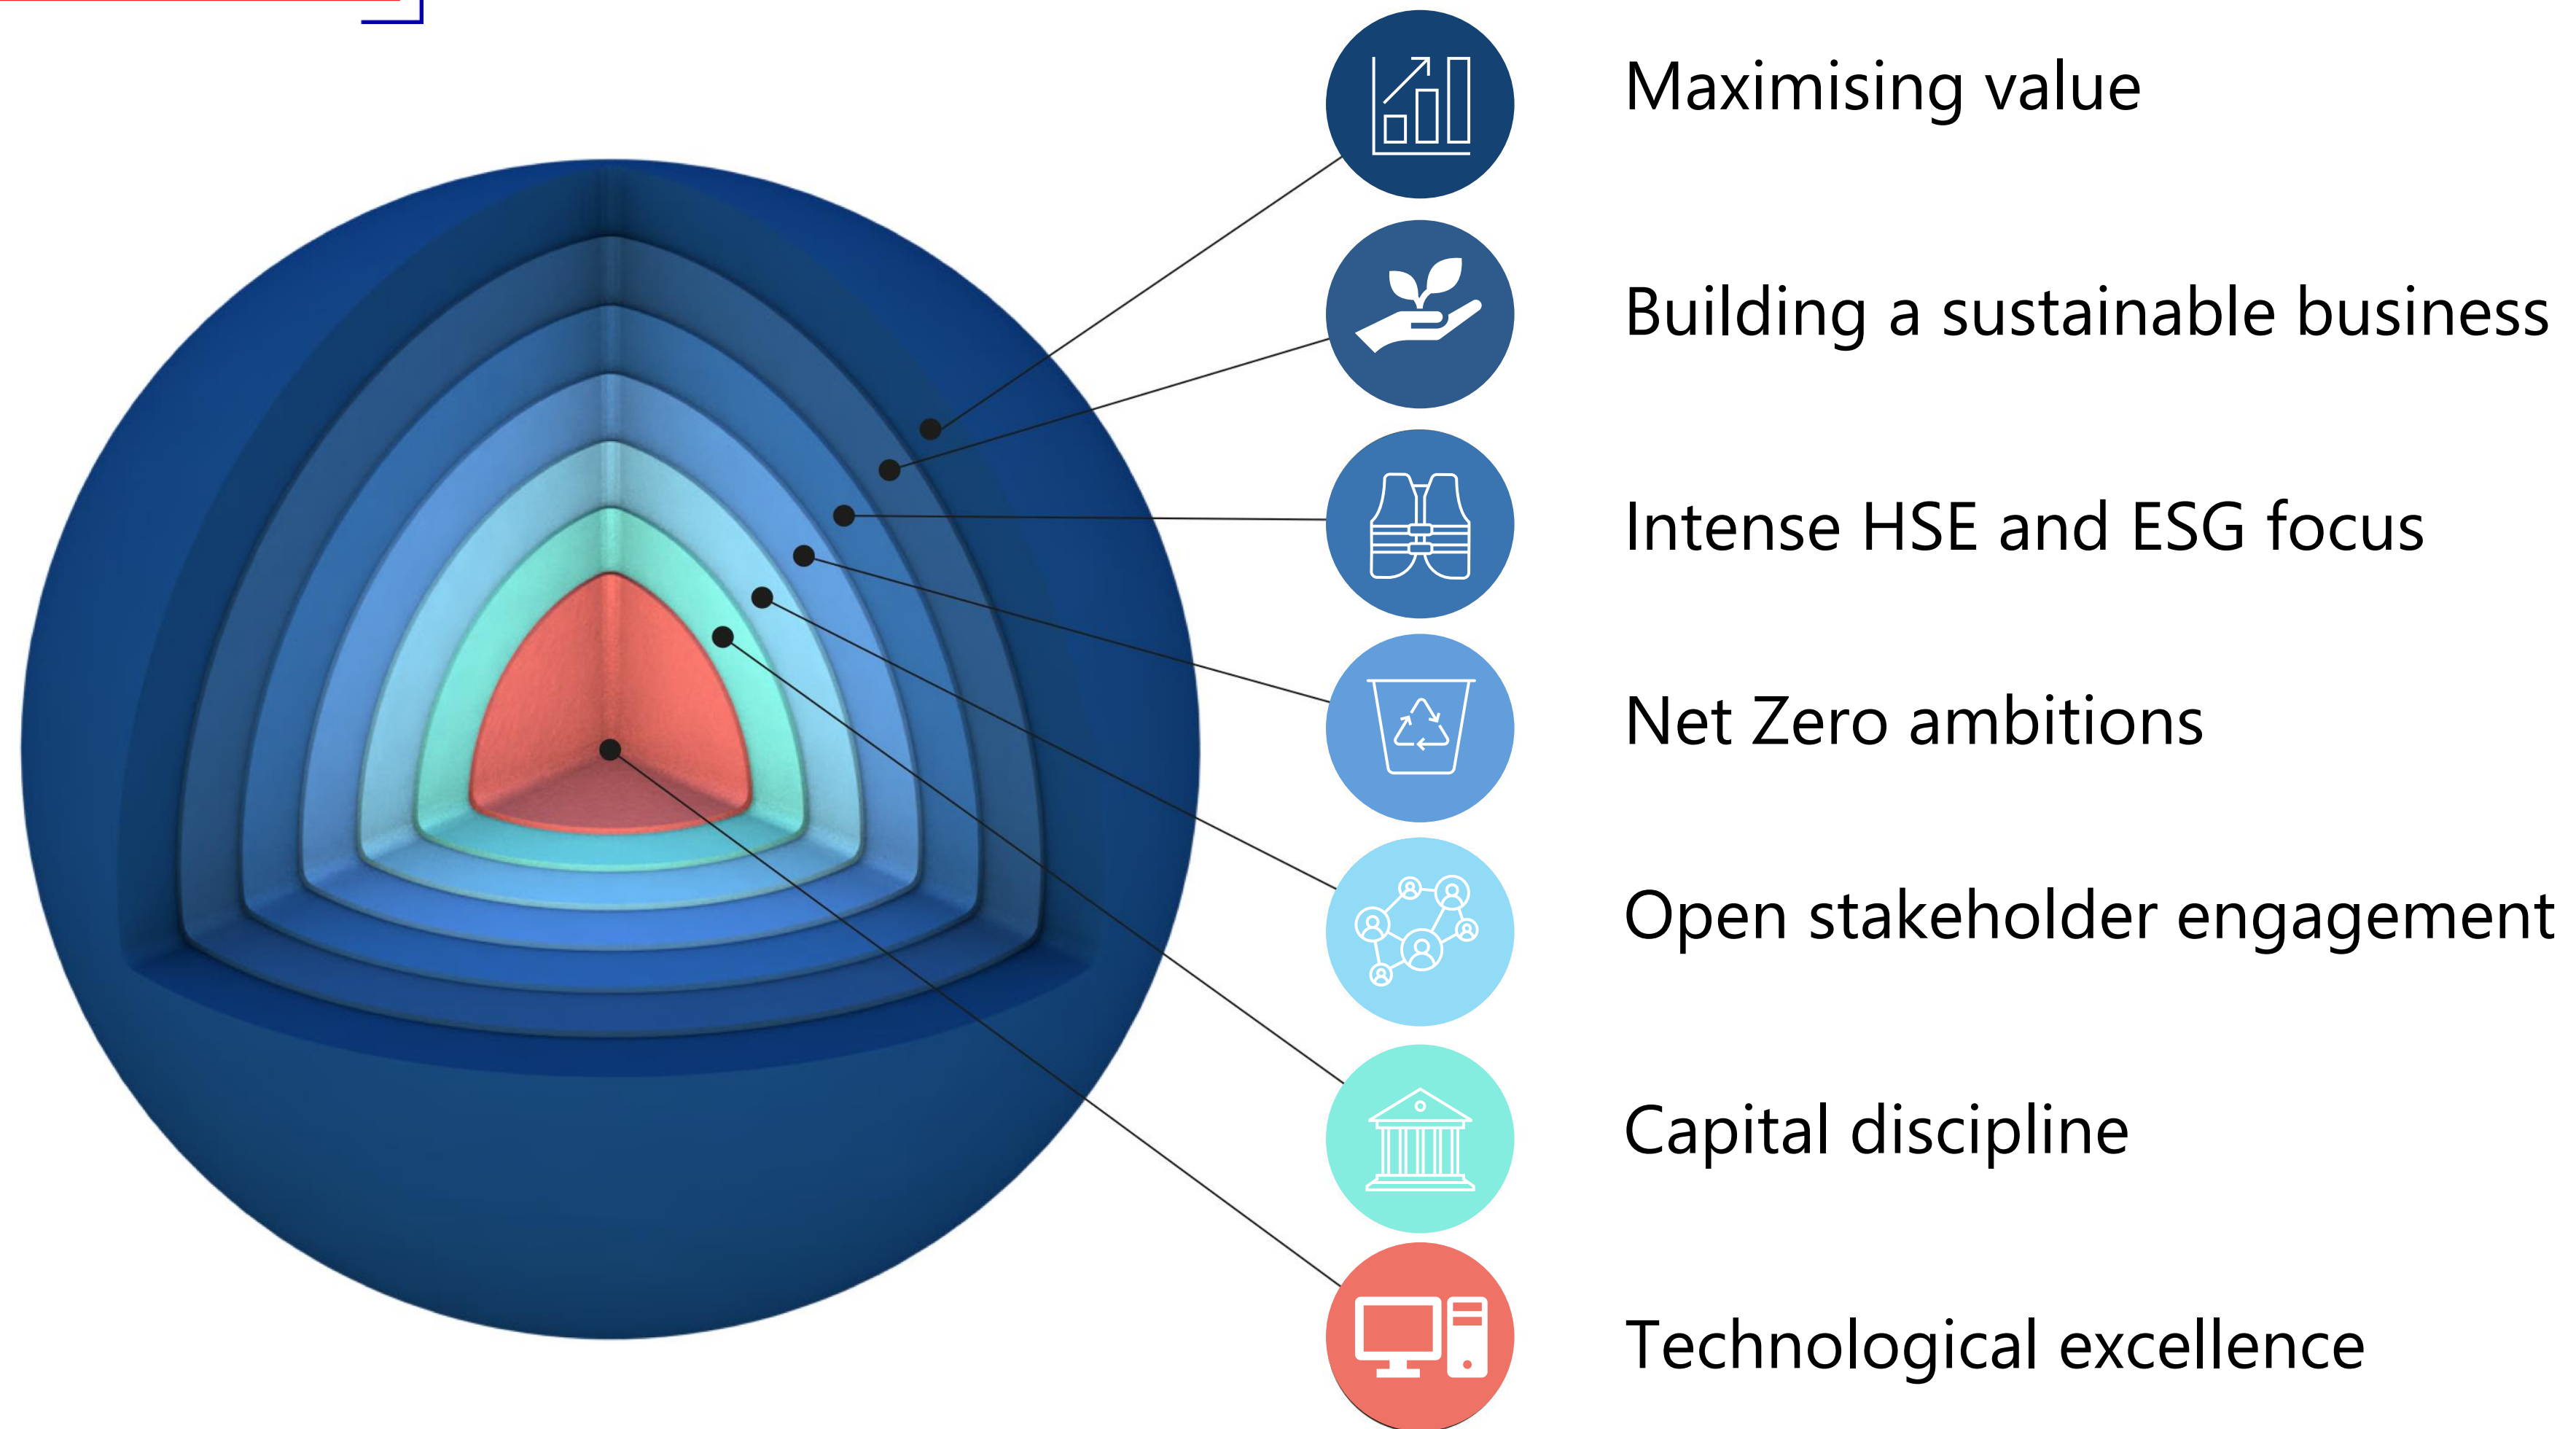 Maximising value
Building a sustainable business
Intense HSE and ESG focus
Net Zero ambitions
Open stakeholder engagement
Capital discipline
Technological excellence